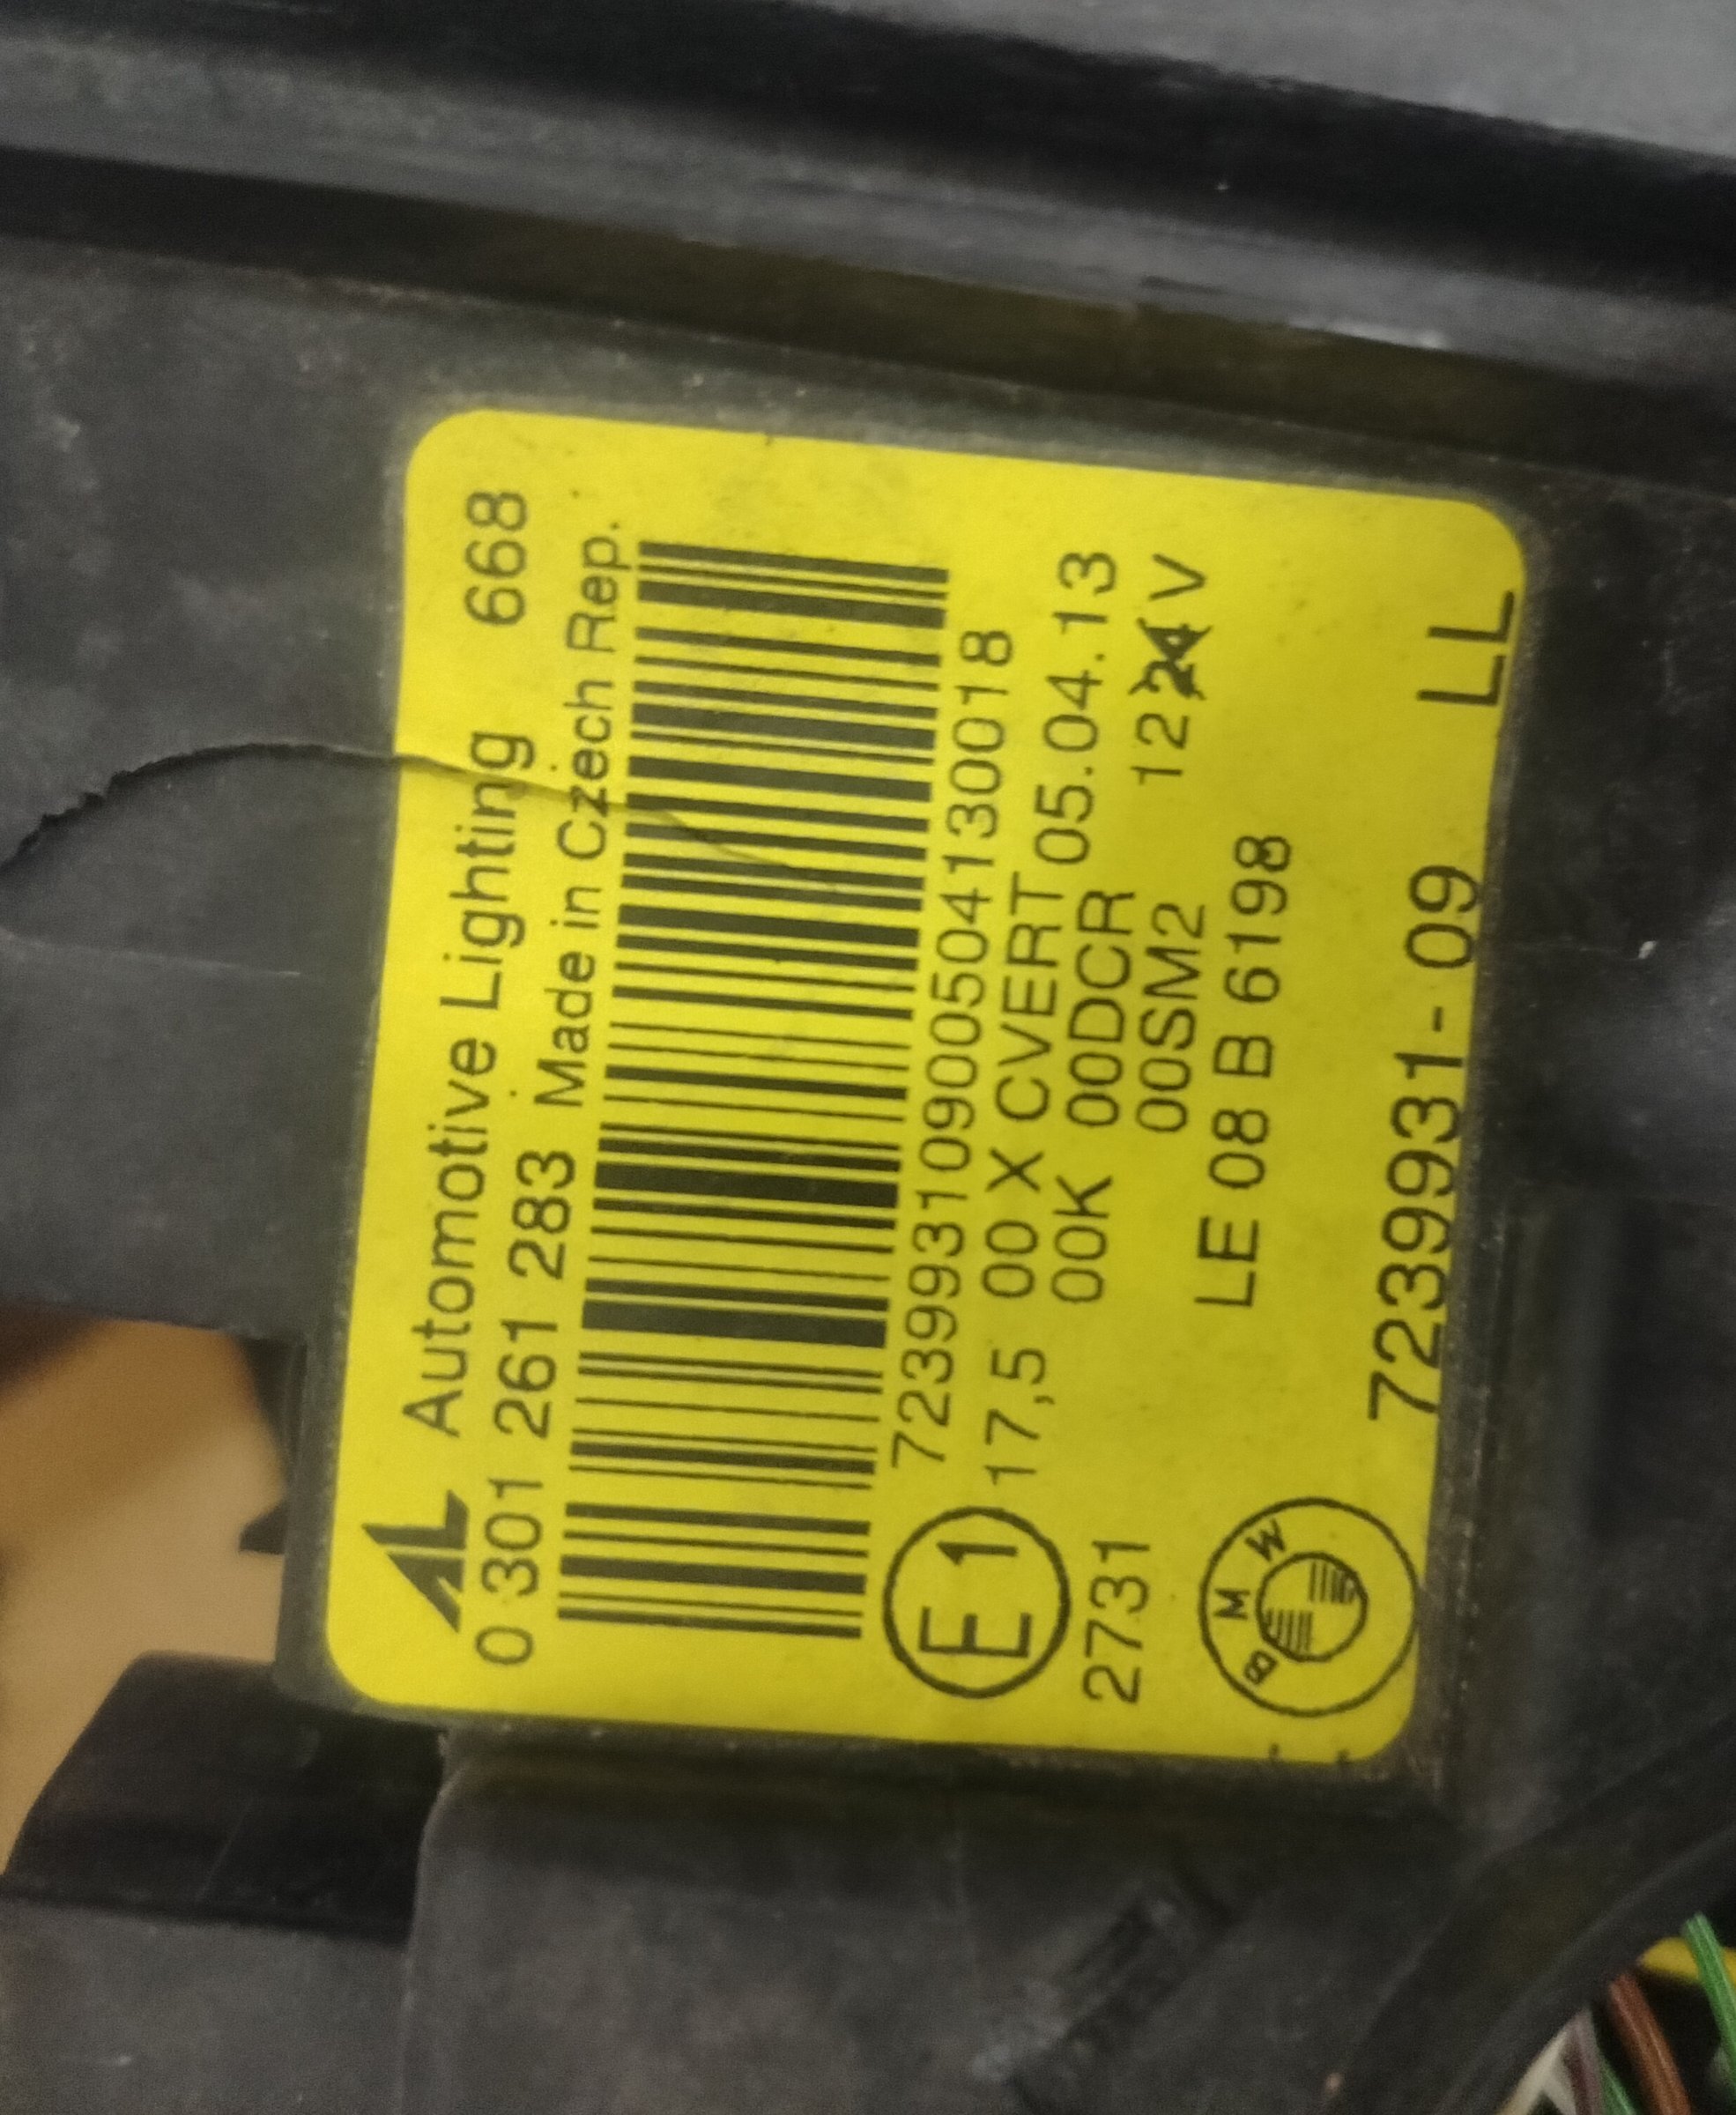 AL Automotive Lighting 668
0 301 261 283 Made in Czech Rep.
72399310900504130018
E1 17,5 00 X CVERT 05.04.13
2731 00K 00DCR
00SM2 12 24 V
LE 08 B 6198
BMW 7239931-09 LL